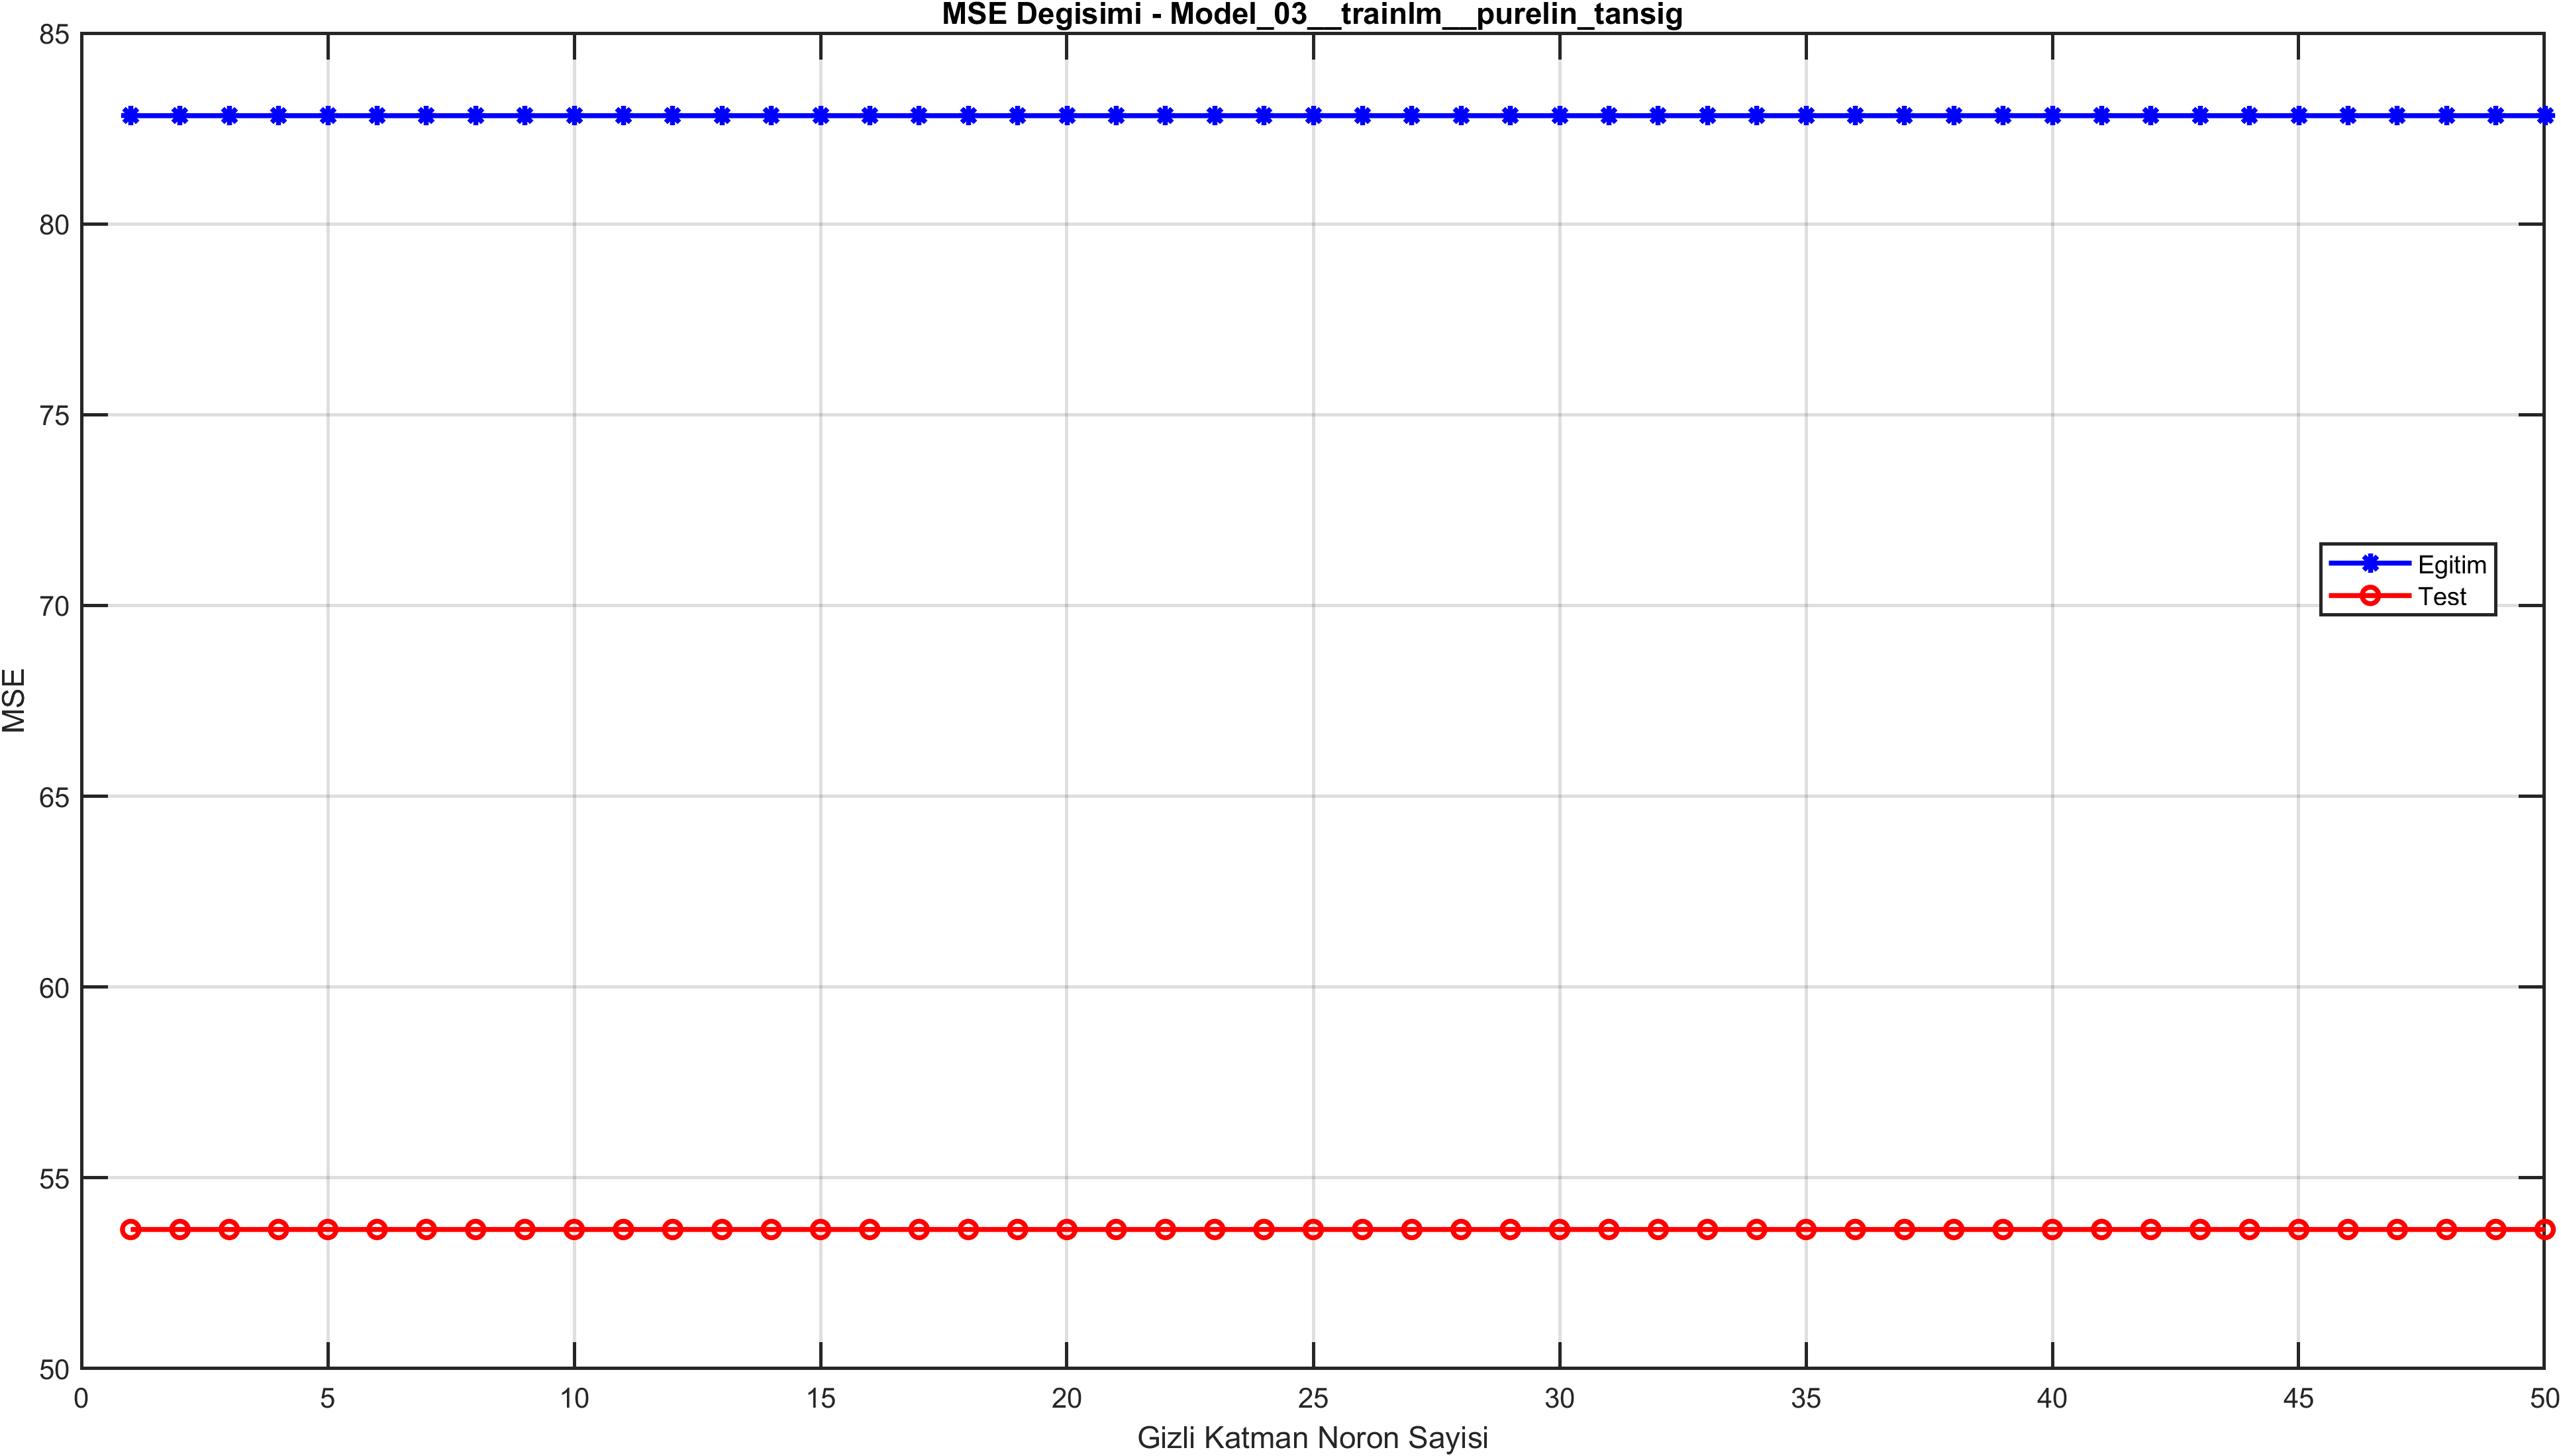 MSE Degisimi - Model_03__trainlm__purelin_tansig
85
80
75
70
65
60
55
50
MSE
Egitim
Test
0 5 10 15 20 25 30 35 40 45 50
Gizli Katman Noron Sayisi